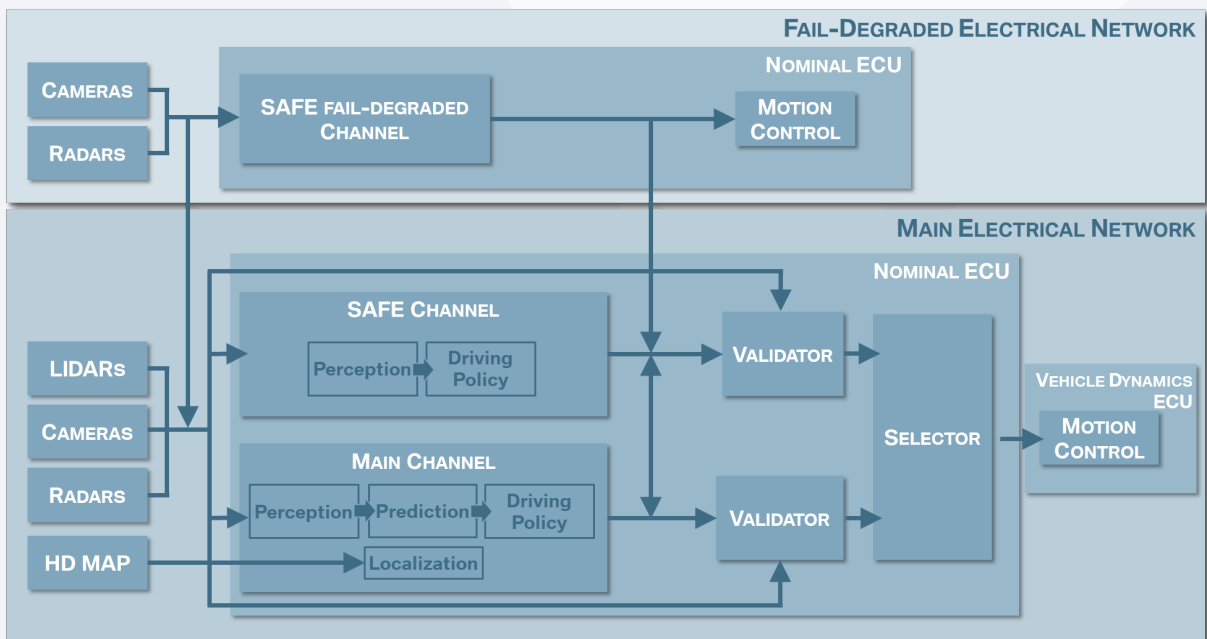 FAIL-DEGRADED ELECTRICAL NETWORK
NOMINAL ECU
CAMERAS
RADARS
SAFE FAIL-DEGRADED
CHANNEL
MOTION
CONTROL
MAIN ELECTRICAL NETWORK
NOMINAL ECU
LIDARs
CAMERAS
RADARS
HD MAP
SAFE CHANNEL
Perception
Driving
Policy
MAIN CHANNEL
Perception
Prediction
Driving
Policy
Localization
VALIDATOR
VALIDATOR
SELECTOR
VEHICLE DYNAMICS
ECU
MOTION
CONTROL